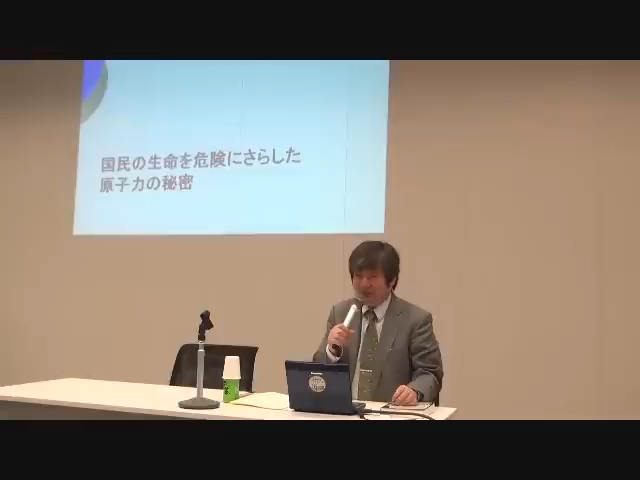 国民の生命を危険にさらした
原子力の秘密